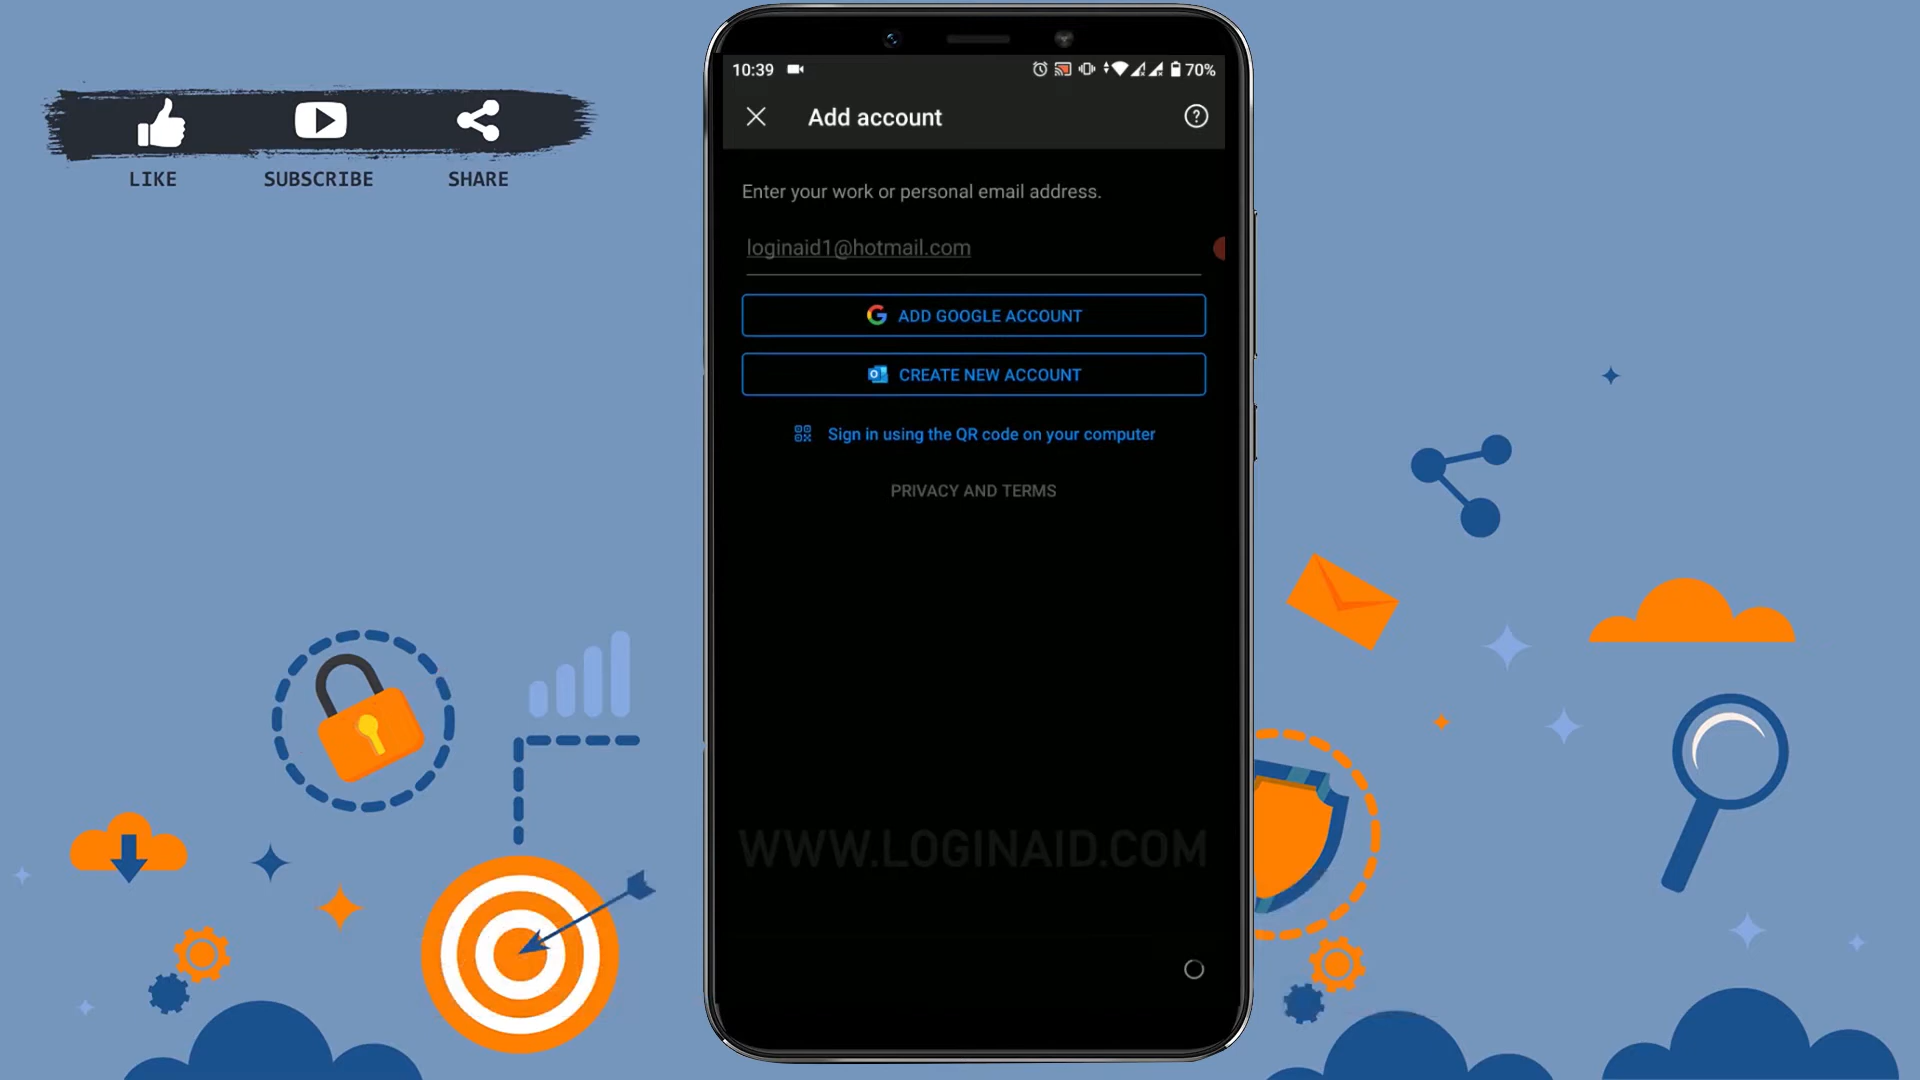 LIKE
SUBSCRIBE
SHARE
10:39
70%
Add account
Enter your work or personal email address.
loginaid1@hotmail.com
ADD GOOGLE ACCOUNT
CREATE NEW ACCOUNT
Sign in using the QR code on your computer
PRIVACY AND TERMS
WWW.LOGINAID.COM